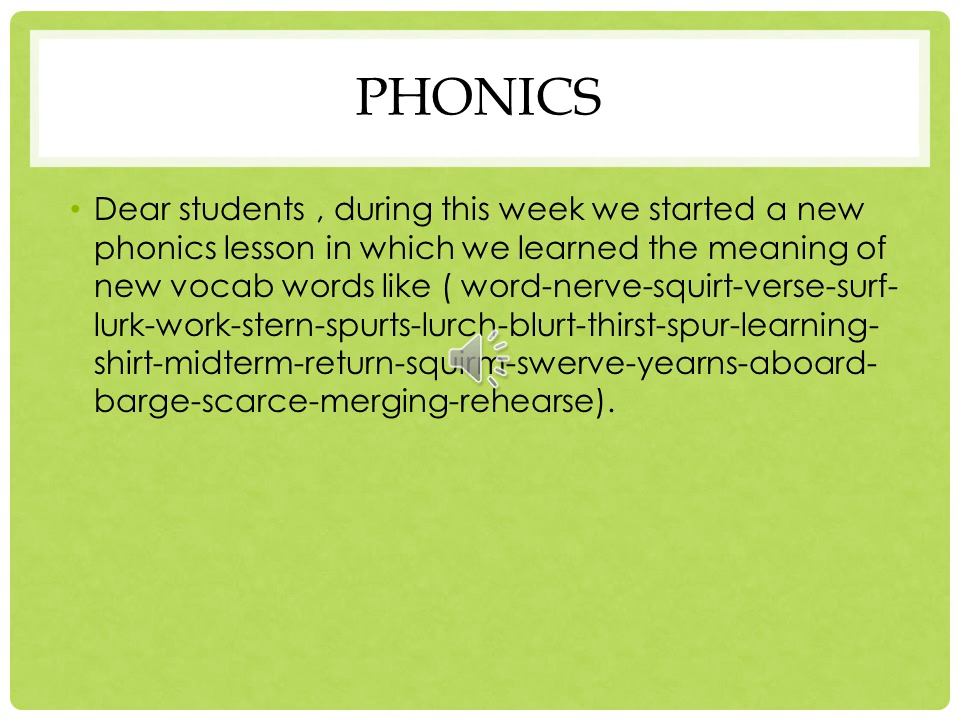 PHONICS
• Dear students , during this week we started a new
phonics lesson in which we learned the meaning of
new vocab words like ( word-nerve-squirt-verse-surf-
lurk-work-stern-spurts-lurch-blurt-thirst-spur-learning-
shirt-midterm-return-squirm-swerve-yearns-aboard-
barge-scarce-merging-rehearse).